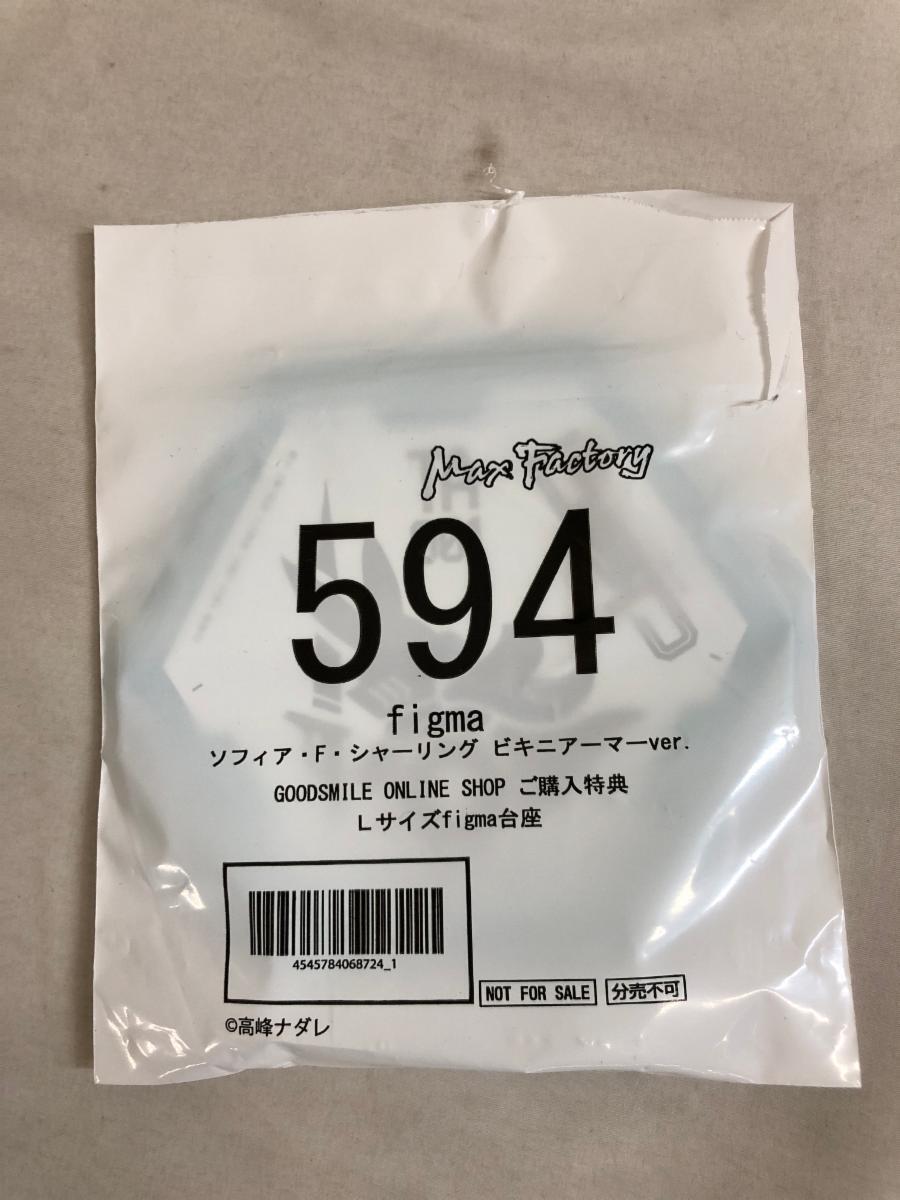 Max Factory
594
figma
ソフィア・F・シャーリング ビキニアーマーver.
GOODSMILE ONLINE SHOP ご購入特典
Lサイズfigma台座
4545784068724_1
NOT FOR SALE 分売不可
©高峰ナダレ